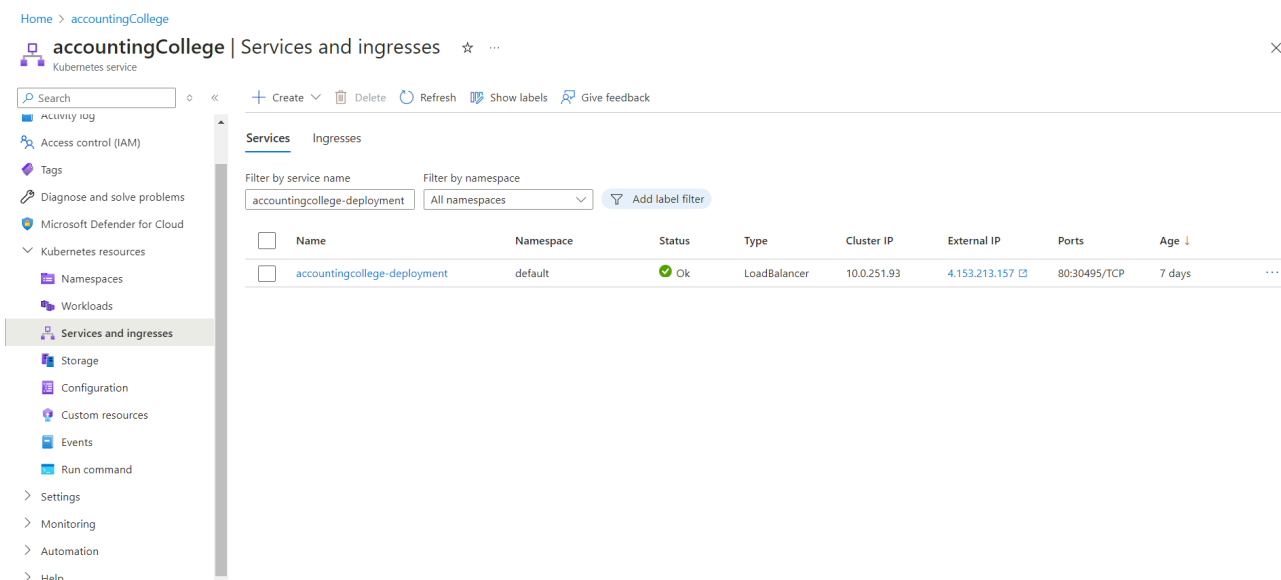 Home > accountingCollege
accountingCollege | Services and ingresses
Kubernetes service
Search
Create Delete Refresh Show labels Give feedback
Activity log
Access control (IAM)
Tags
Diagnose and solve problems
Microsoft Defender for Cloud
Kubernetes resources
Namespaces
Workloads
Services and ingresses
Storage
Configuration
Custom resources
Events
Run command
Settings
Monitoring
Automation
Help
Services Ingresses
Filter by service name Filter by namespace
accountingcollege-deployment All namespaces Add label filter
Name Namespace Status Type Cluster IP External IP Ports Age ↓
accountingcollege-deployment default Ok LoadBalancer 10.0.251.93 4.153.213.157 80:30495/TCP 7 days